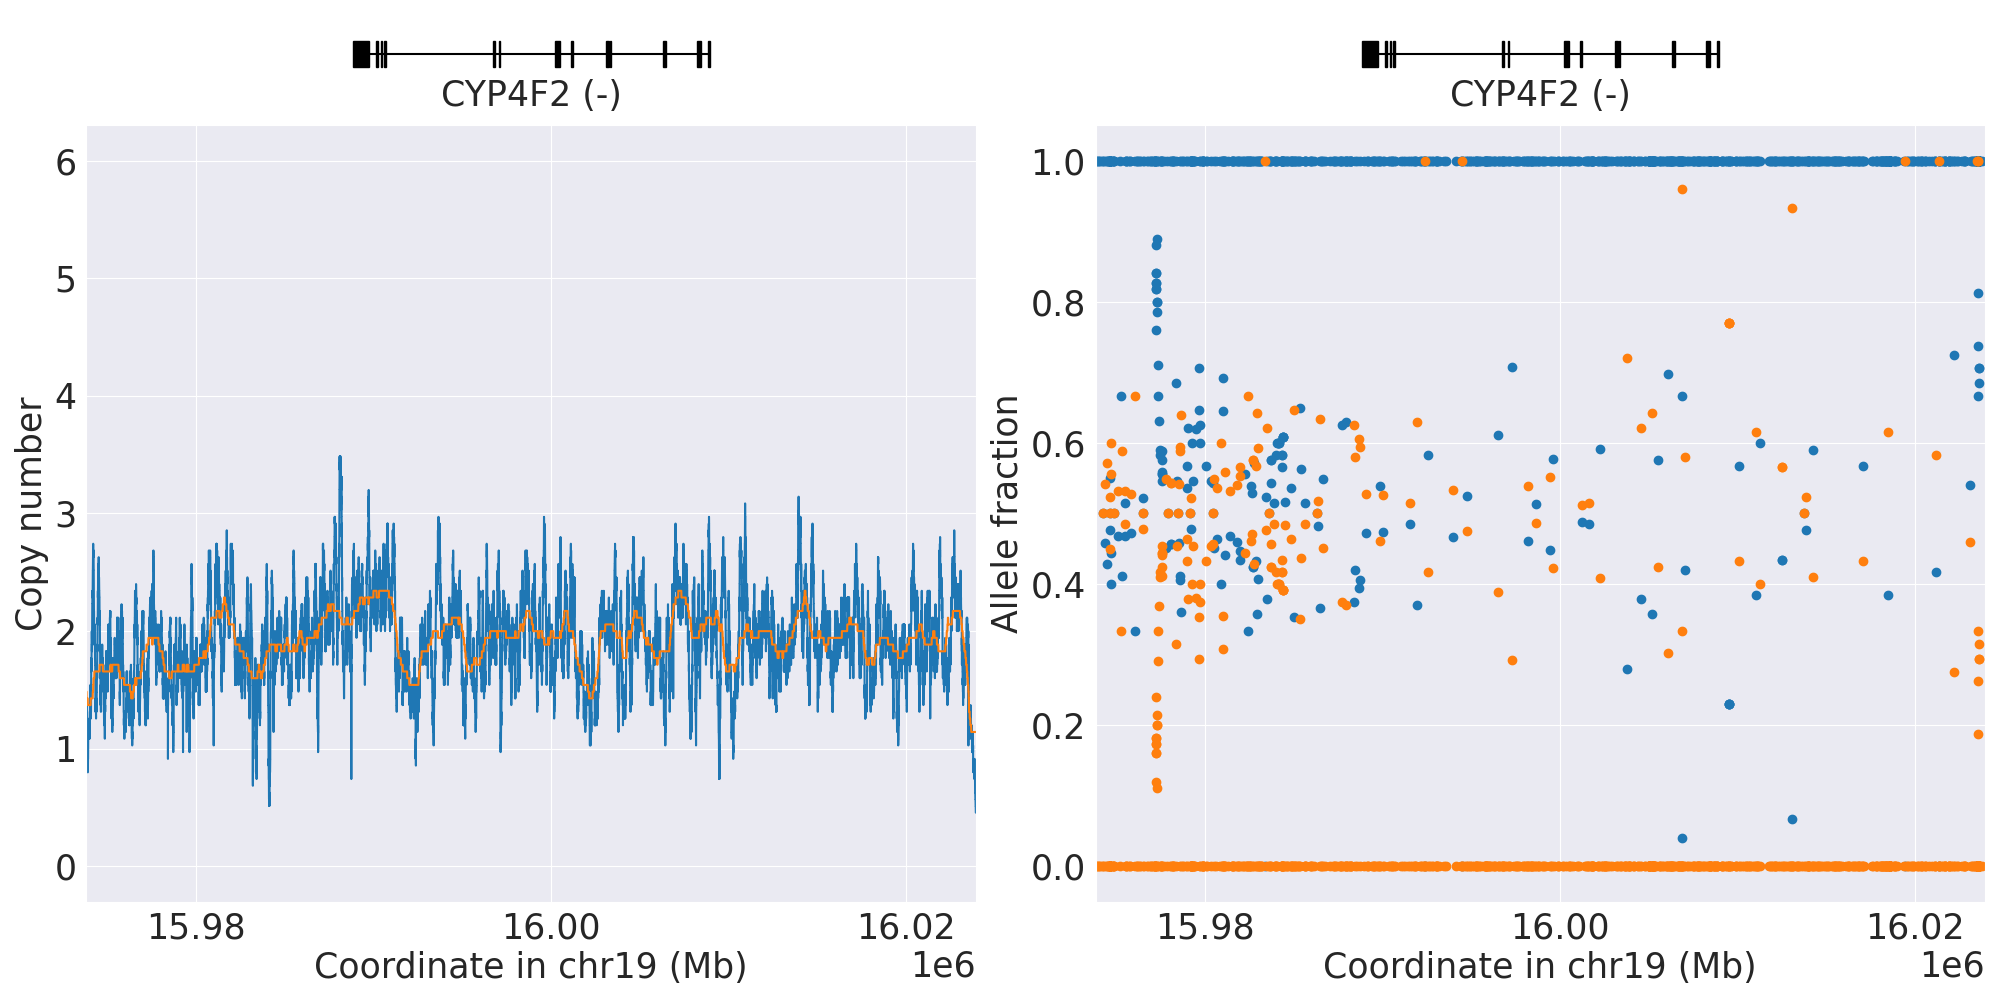 CYP4F2 (-)
6
5
4
3
2
1
0
Copy number
15.98
16.00
16.02
Coordinate in chr19 (Mb)
1e6
CYP4F2 (-)
1.0
0.8
0.6
0.4
0.2
0.0
Allele fraction
15.98
16.00
16.02
Coordinate in chr19 (Mb)
1e6